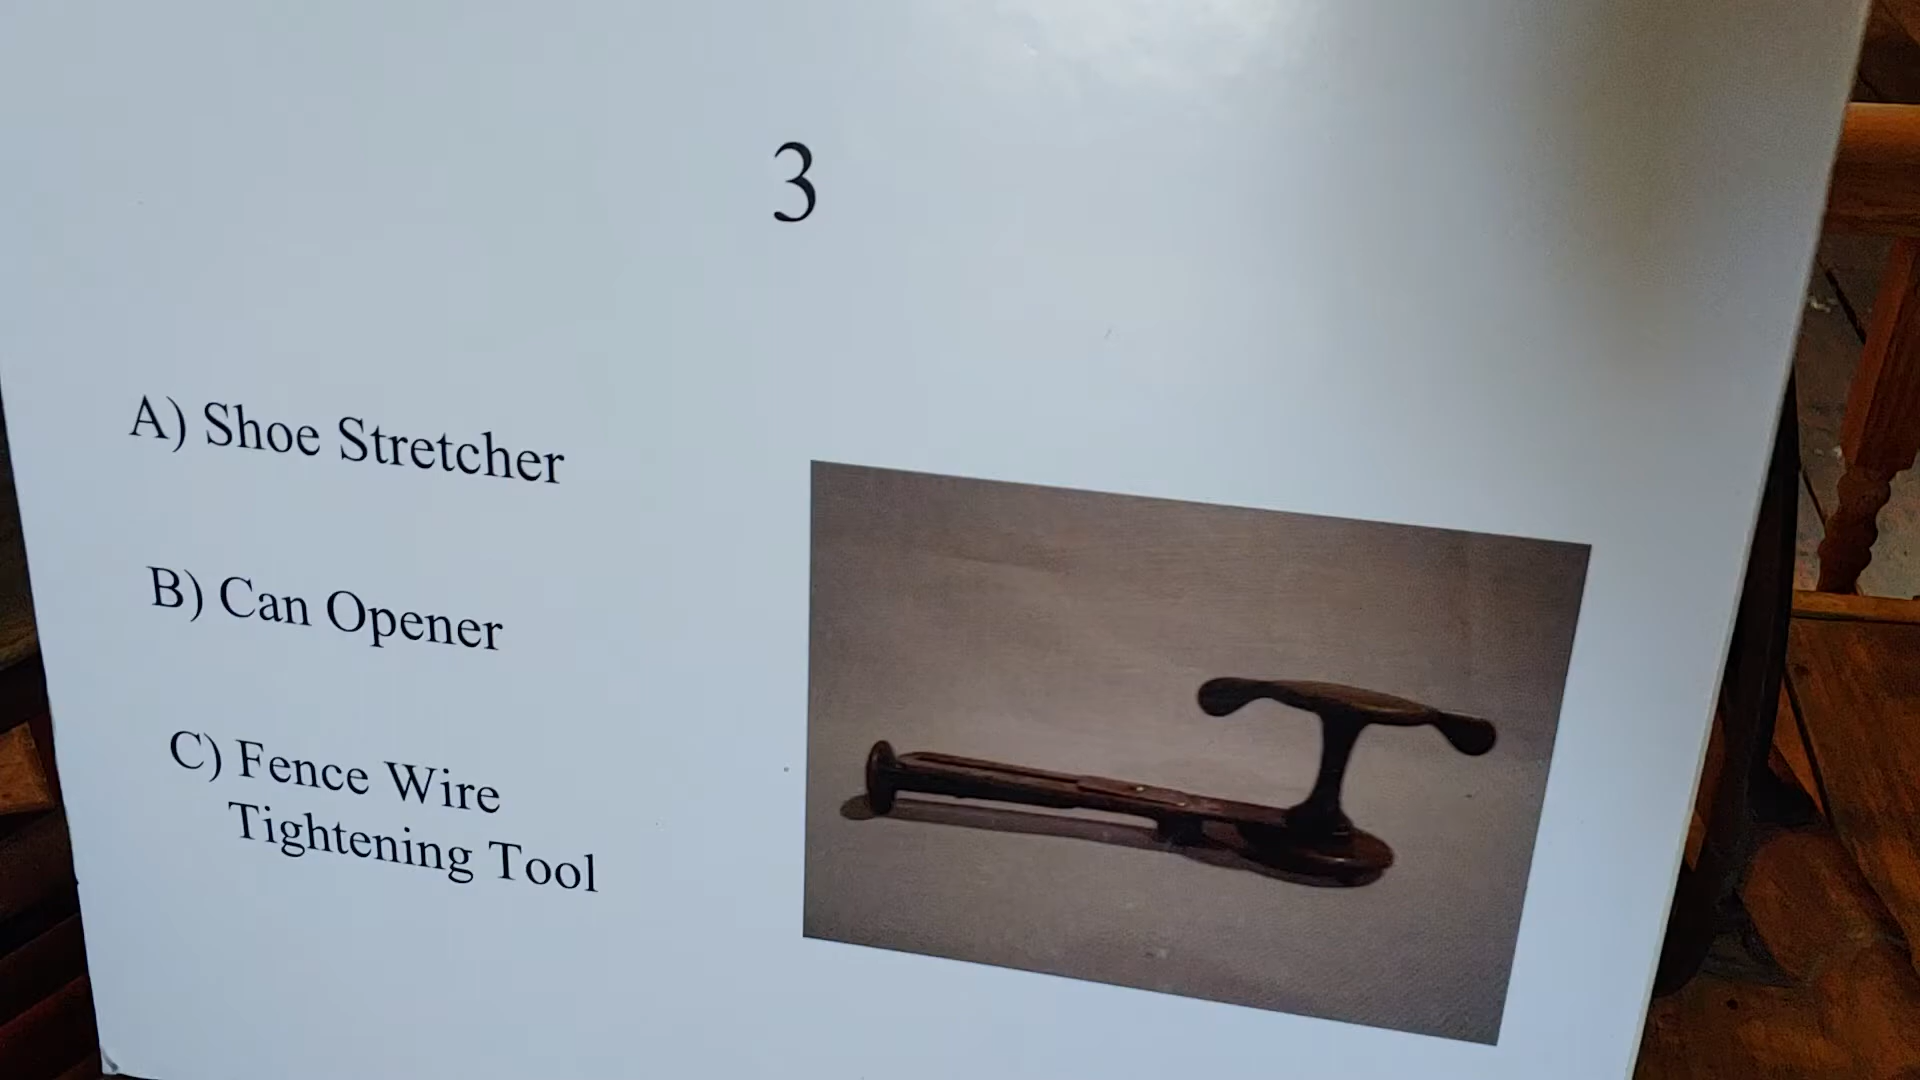 3
A) Shoe Stretcher
B) Can Opener
C) Fence Wire
Tightening Tool